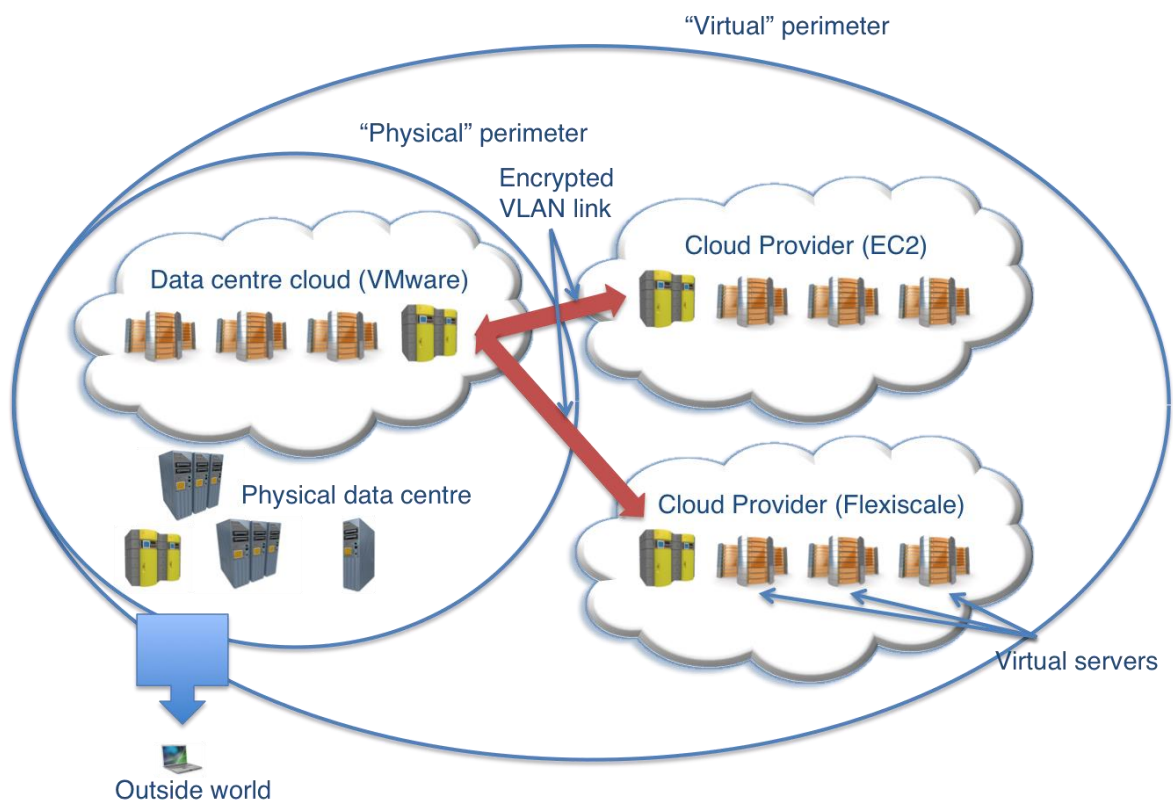 “Virtual” perimeter
“Physical” perimeter
Encrypted
VLAN link
Cloud Provider (EC2)
Data centre cloud (VMware)
Physical data centre
Cloud Provider (Flexiscale)
Virtual servers
Outside world